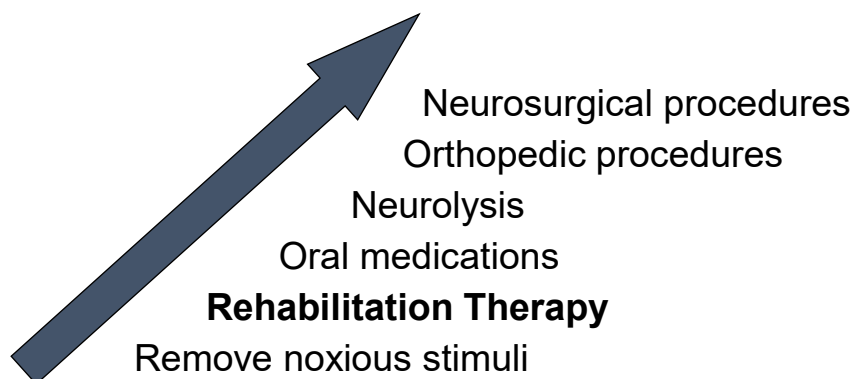 Neurosurgical procedures
Orthopedic procedures
Neurolysis
Oral medications
Rehabilitation Therapy
Remove noxious stimuli